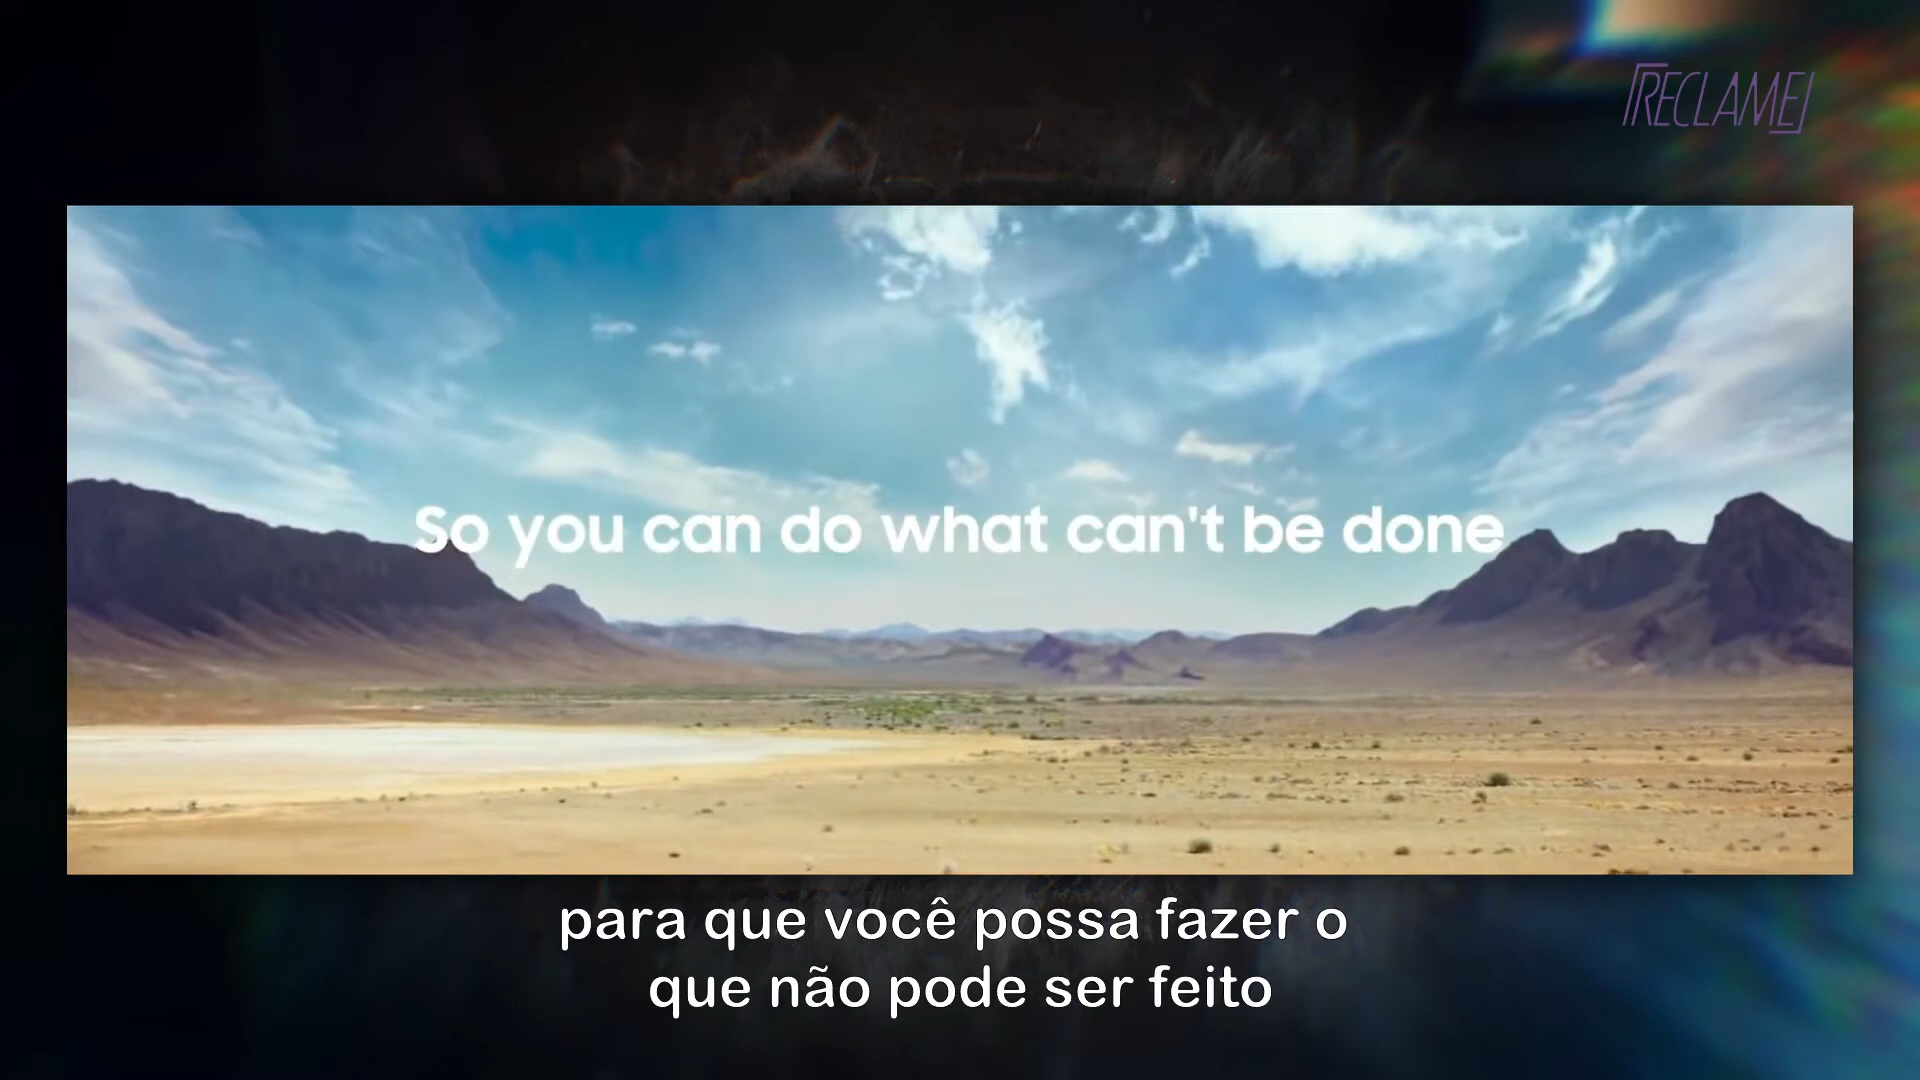 RECLAME
So you can do what can't be done
para que você possa fazer o
que não pode ser feito